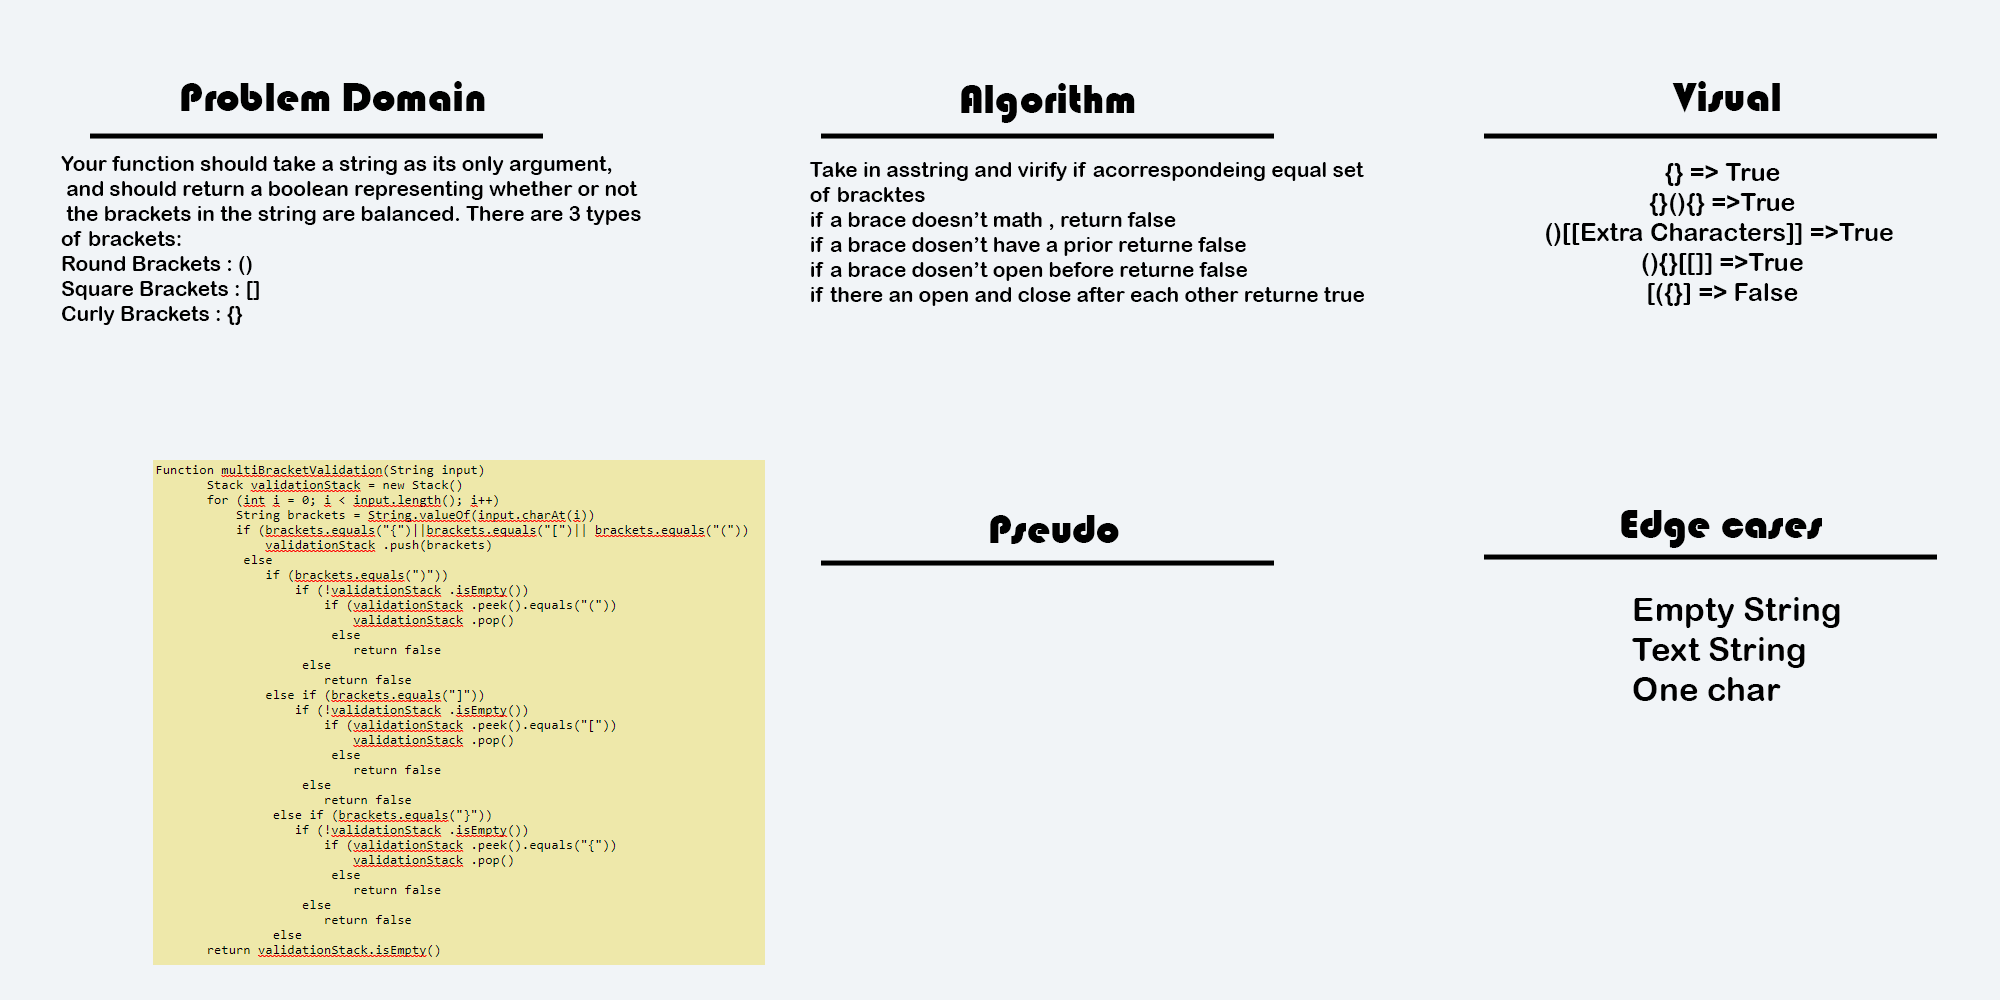 Problem Domain
Your function should take a string as its only argument,
and should return a boolean representing whether or not
the brackets in the string are balanced. There are 3 types
of brackets:
Round Brackets : ()
Square Brackets : []
Curly Brackets : {}
Algorithm
Take in asstring and virify if acorrespondeing equal set
of bracktes
if a brace doesn't math , return false
if a brace dosen't have a prior returne false
if a brace dosen't open before returne false
if there an open and close after each other returne true
Visual
{} => True
{}(){} =>True
()[[Extra Characters]] =>True
(){}[[]] =>True
[({}] => False
Function multiBracketValidation(String input)
Stack validationStack = new Stack()
for (int i = 0; i < input.length(); i++)
String brackets = String.valueOf(input.charAt(i))
if (brackets.equals("{")||brackets.equals("[")|| brackets.equals("("))
validationStack .push(brackets)
else
if (brackets.equals(")"))
if (!validationStack .isEmpty())
if (validationStack .peek().equals("("))
validationStack .pop()
else
return false
else
return false
else if (brackets.equals("]"))
if (!validationStack .isEmpty())
if (validationStack .peek().equals("["))
validationStack .pop()
else
return false
else
return false
else if (brackets.equals("}"))
if (!validationStack .isEmpty())
if (validationStack .peek().equals("{"))
validationStack .pop()
else
return false
else
return false
else
return validationStack.isEmpty()
Pseudo
Edge cases
Empty String
Text String
One char